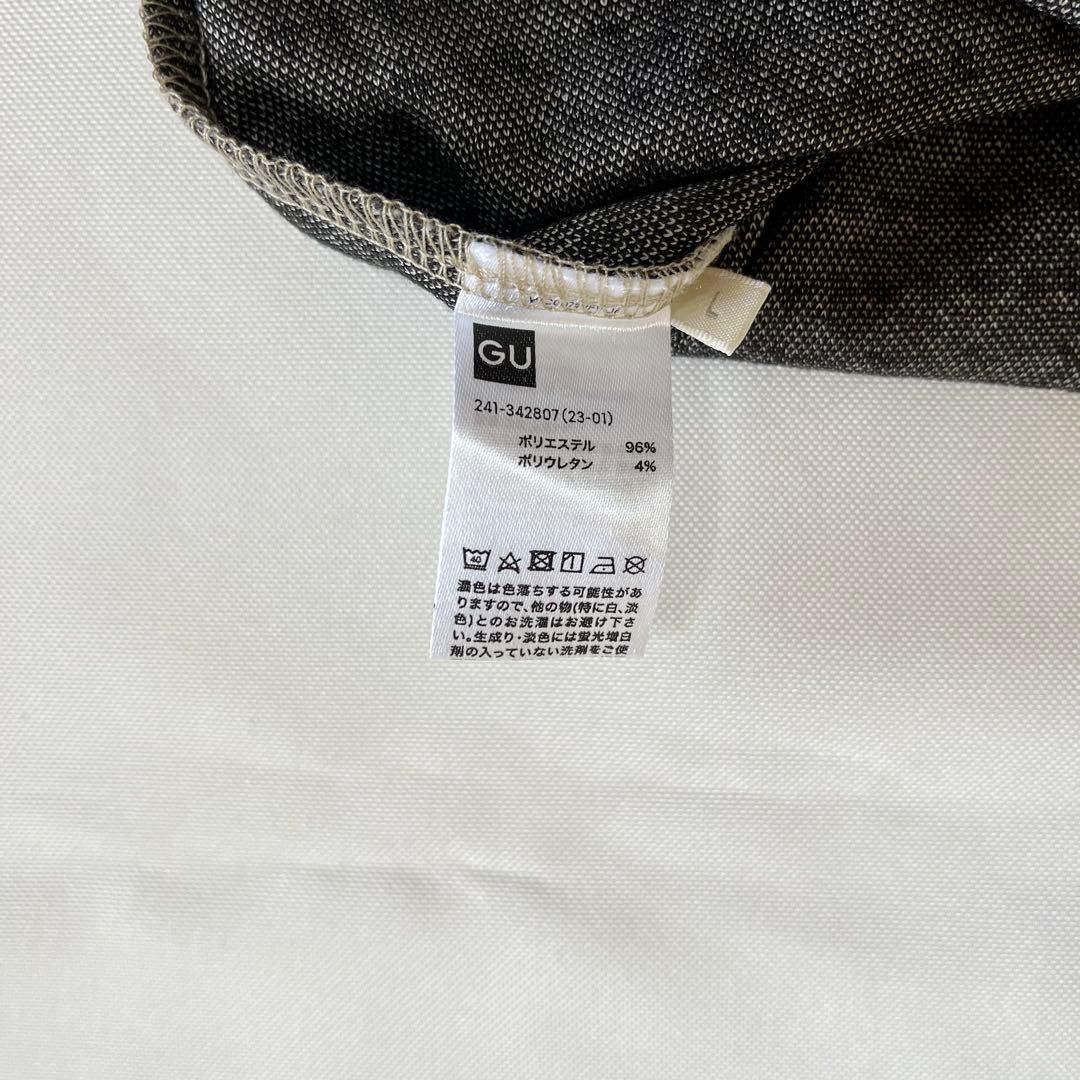 L
GU
241-342807(23-01)
ポリエステル 96%
ポリウレタン 4%
40
濃色は色落ちする可能性があ
りますので、他の物(特に白、淡
色)とのお洗濯はお避け下さ
い。生成り・淡色には蛍光増白
剤の入っていない洗剤をご使